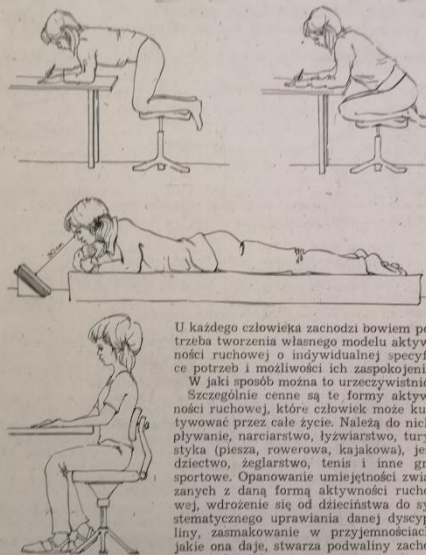 30 cm
U każdego człowieka zachodzi bowiem po
trzeba tworzenia własnego modelu aktyw
ności ruchowej o indywidualnej specyf
ce potrzeb i możliwości ich zaspokojeni
W jaki sposób można to urzeczywistnić
Szczególnie cenne są te formy aktyw
ności ruchowej, które człowiek może ku
tywować przez całe życie. Należą do nich
pływanie, narciarstwo, łyżwiarstwo, tury
styka (piesza, rowerowa, kajakowa), je
dziectwo, żeglarstwo, tenis i inne gr
sportowe. Opanowanie umiejętności zwią
zanych z daną formą aktywności rucho
wej, wdrożenie się od dzieciństwa do sy
stematycznego uprawiania danej dyscyp
liny, zasmakowanie w przyjemnościach
jakie ona daje, stwarza podwaliny zacho